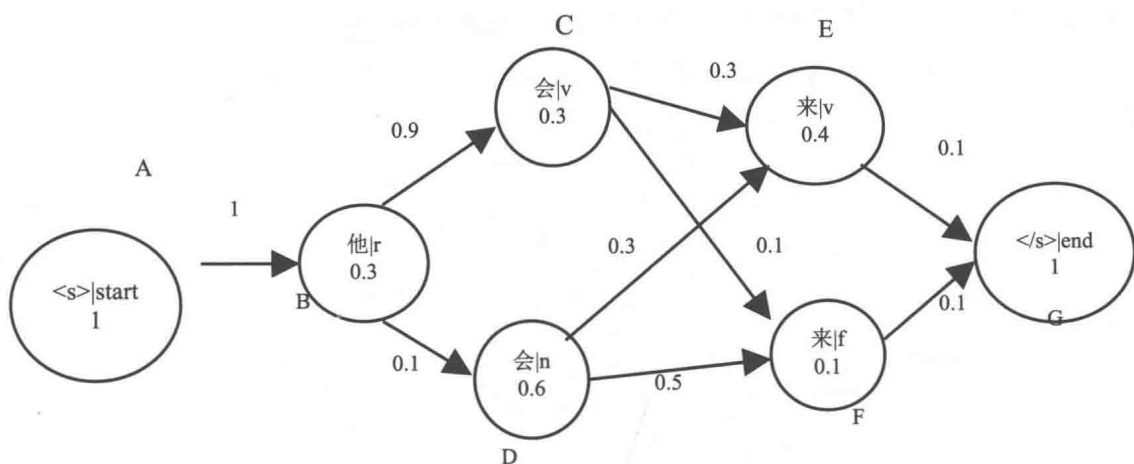 C
E
会|v
0.3
0.3
来|v
0.4
0.9
0.1
A
1
他|r
0.3
B
<s>|start
1
0.3
0.1
</s>|end
1
G
0.1
会|n
0.6
D
0.1
0.5
来|f
0.1
F